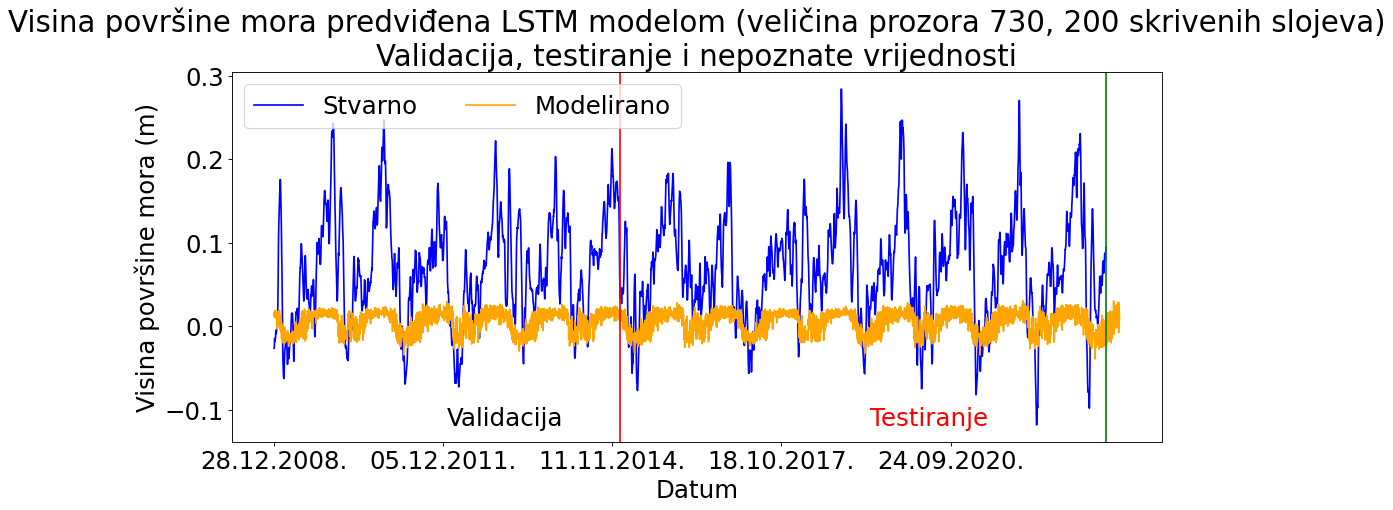 Visina površine mora predviđena LSTM modelom (veličina prozora 730, 200 skrivenih slojeva)
Validacija, testiranje i nepoznate vrijednosti
Stvarno
Modelirano
Visina površine mora (m)
0.3
0.2
0.1
0.0
−0.1
Validacija
Testiranje
28.12.2008.
05.12.2011.
11.11.2014.
18.10.2017.
24.09.2020.
Datum